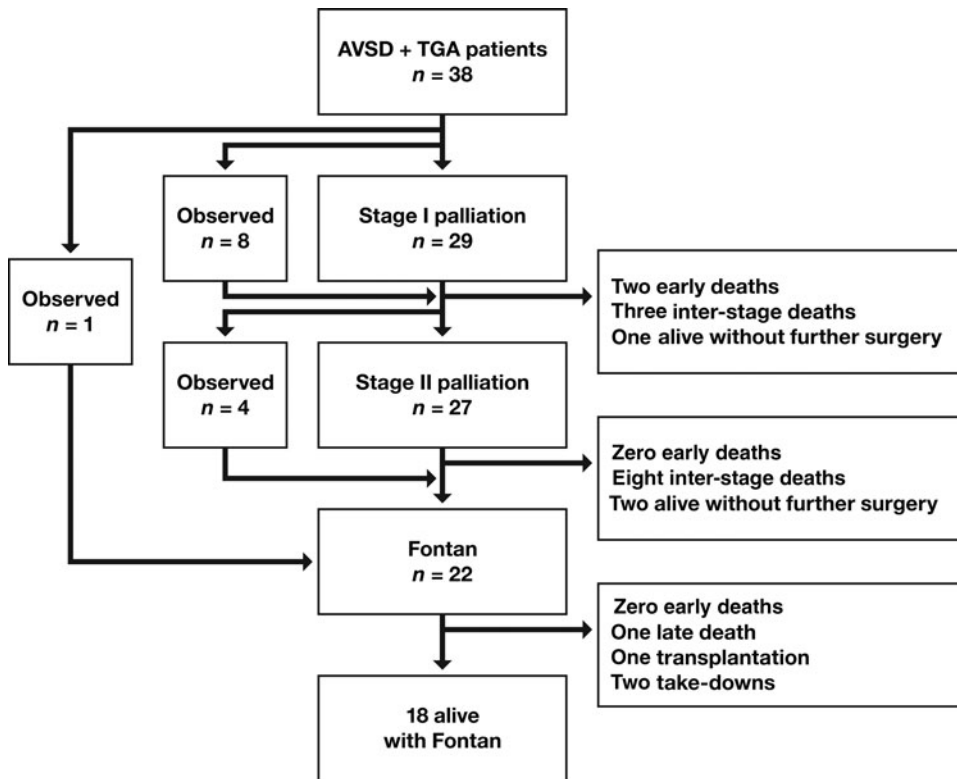 AVSD + TGA patients
n = 38
Observed
n = 8
Stage I palliation
n = 29
Observed
n = 1
Two early deaths
Three inter-stage deaths
One alive without further surgery
Observed
n = 4
Stage II palliation
n = 27
Zero early deaths
Eight inter-stage deaths
Two alive without further surgery
Fontan
n = 22
Zero early deaths
One late death
One transplantation
Two take-downs
18 alive
with Fontan